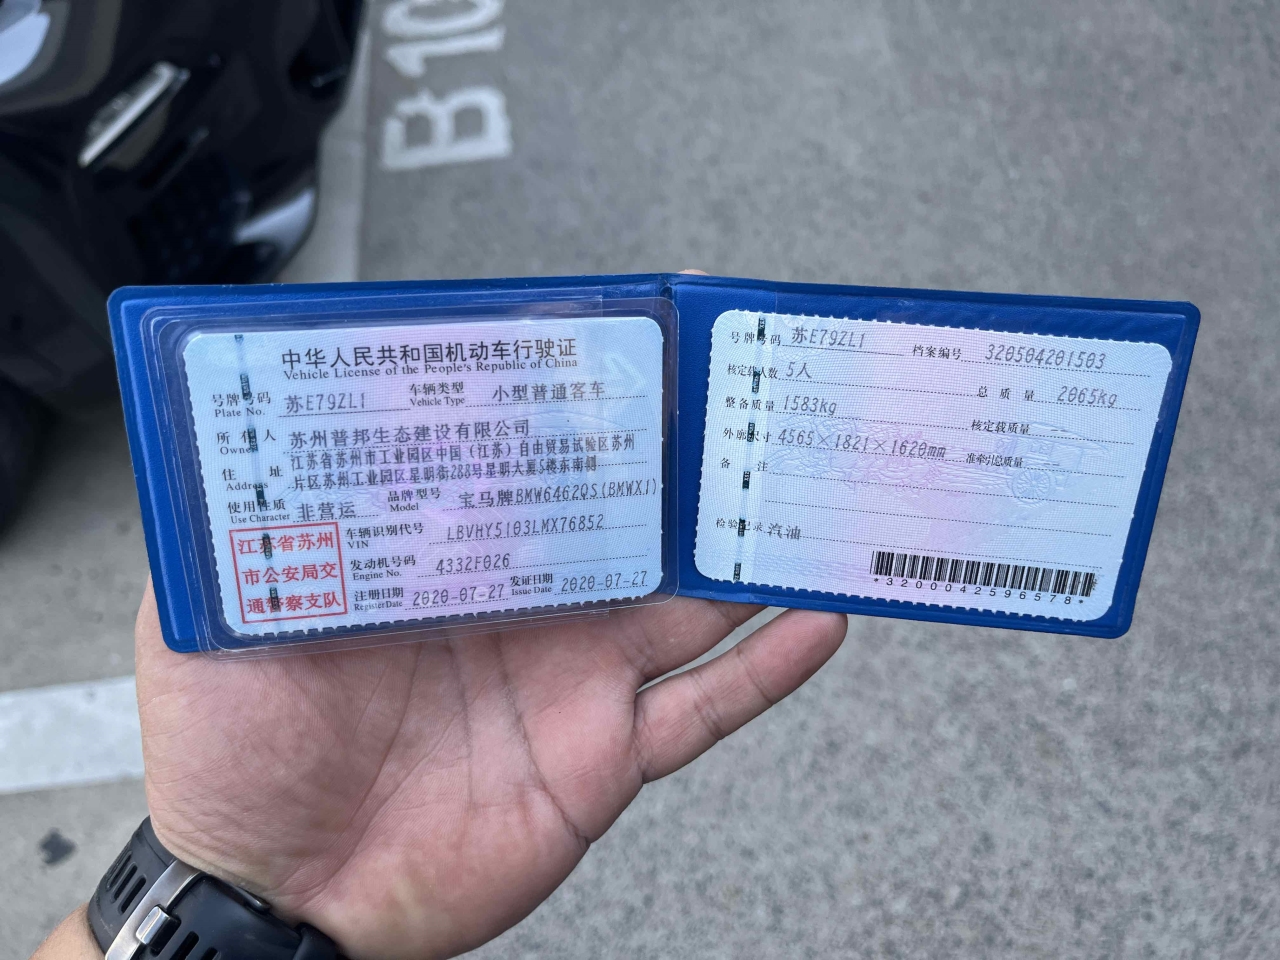 B10
中华人民共和国机动车行驶证
Vehicle License of the People's Republic of China
号牌号码 苏E79ZL1 车辆类型 小型普通客车
Plate No. Vehicle Type
所有人 苏州普邦生态建设有限公司
Owner
住址 江苏省苏州市工业园区中国(江苏)自由贸易试验区苏州
Address 片区苏州工业园区星明街288号星明大厦5楼东南侧
使用性质 非营运 品牌型号 宝马牌BMW6462QS(BMWX1)
Use Character Model
江苏省苏州
市公安局交
通警察支队
车辆识别代号 LBVHY5103LMX76852
VIN
发动机号码 4332F026
Engine No.
注册日期 2020-07-27 发证日期 2020-07-27
Register Date Issue Date
号牌号码 苏E79ZL1 档案编号 320504201503
核定载人数 5人 总质量 2065kg
整备质量 1583kg 核定载质量 --
外廓尺寸 4565×1821×1620mm 准牵引总质量 --
备注
检验记录 汽油
*3200042596578*